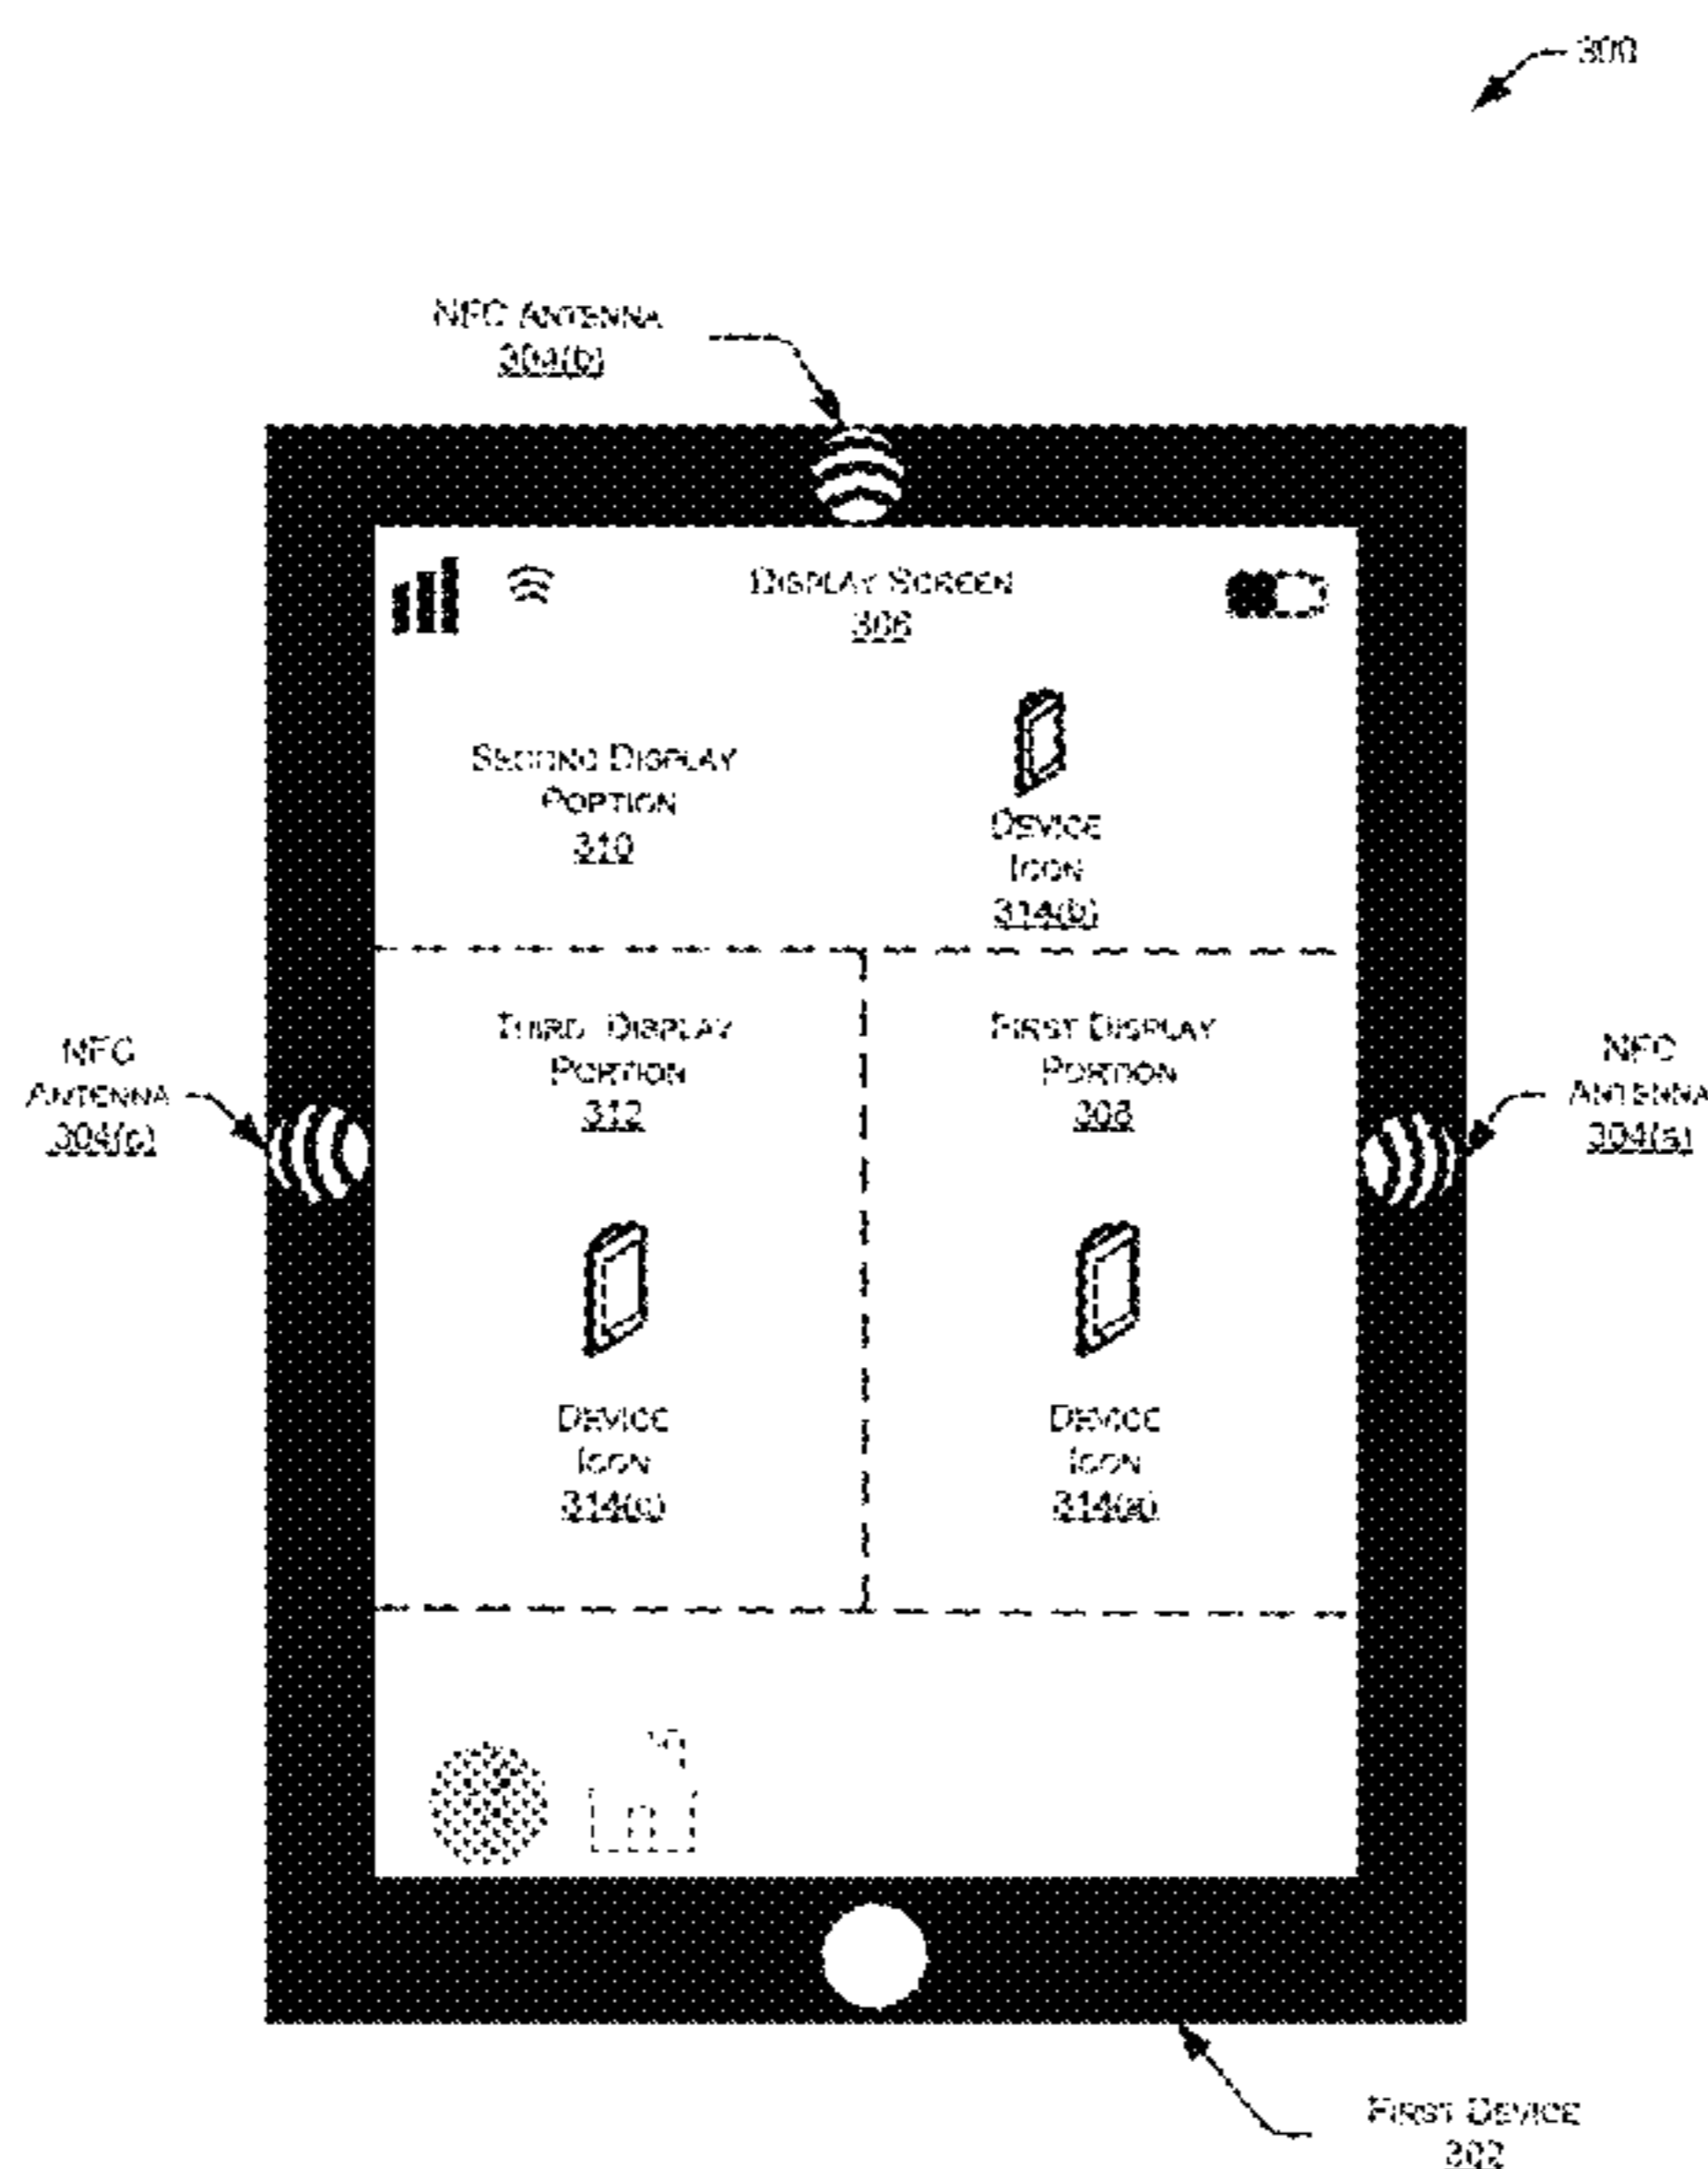 300
NFC ANTENNA
304(b)
DISPLAY SCREEN
306
SECOND DISPLAY
PORTION
310
DEVICE
ICON
314(b)
THIRD DISPLAY
PORTION
312
FIRST DISPLAY
PORTION
308
NFC
ANTENNA
304(c)
NFC
ANTENNA
304(a)
DEVICE
ICON
314(c)
DEVICE
ICON
314(a)
FIRST DEVICE
302